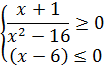 {
x + 1
x² − 16
≥ 0
(x − 6) ≤ 0